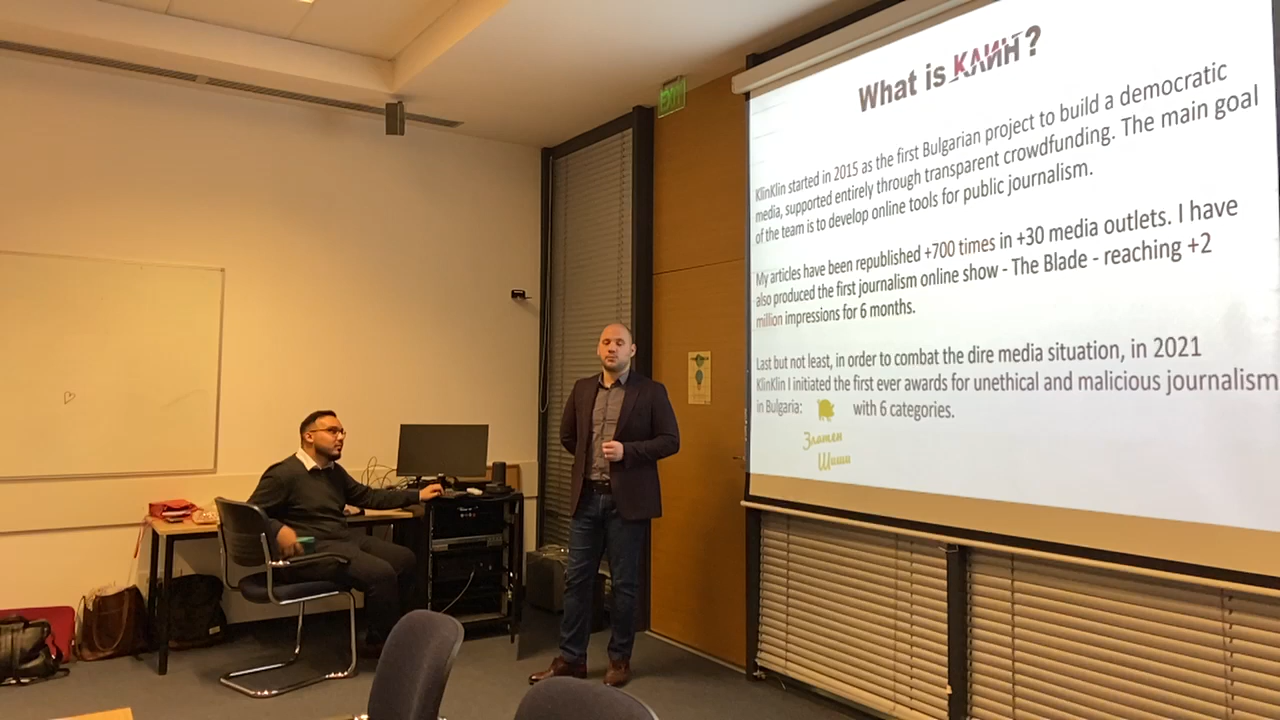 EXIT
What is КЛИН?
KlinKlin started in 2015 as the first Bulgarian project to build a democratic
media, supported entirely through transparent crowdfunding. The main goal
of the team is to develop online tools for public journalism.
My articles have been republished +700 times in +30 media outlets. I have
also produced the first journalism online show - The Blade - reaching +2
million impressions for 6 months.
Last but not least, in order to combat the dire media situation, in 2021
KlinKlin I initiated the first ever awards for unethical and malicious journalism
in Bulgaria: with 6 categories.
Златен
Шиши